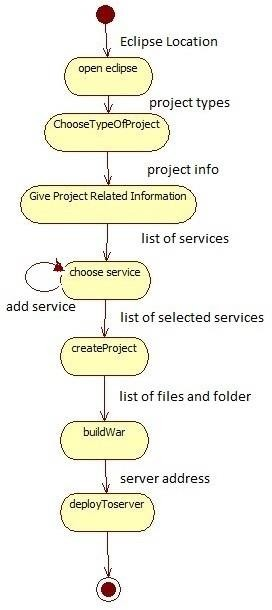 Eclipse Location
open eclipse
project types
ChooseTypeOfProject
project info
Give Project Related Information
list of services
choose service
add service
list of selected services
createProject
list of files and folder
buildWar
server address
deployToserver